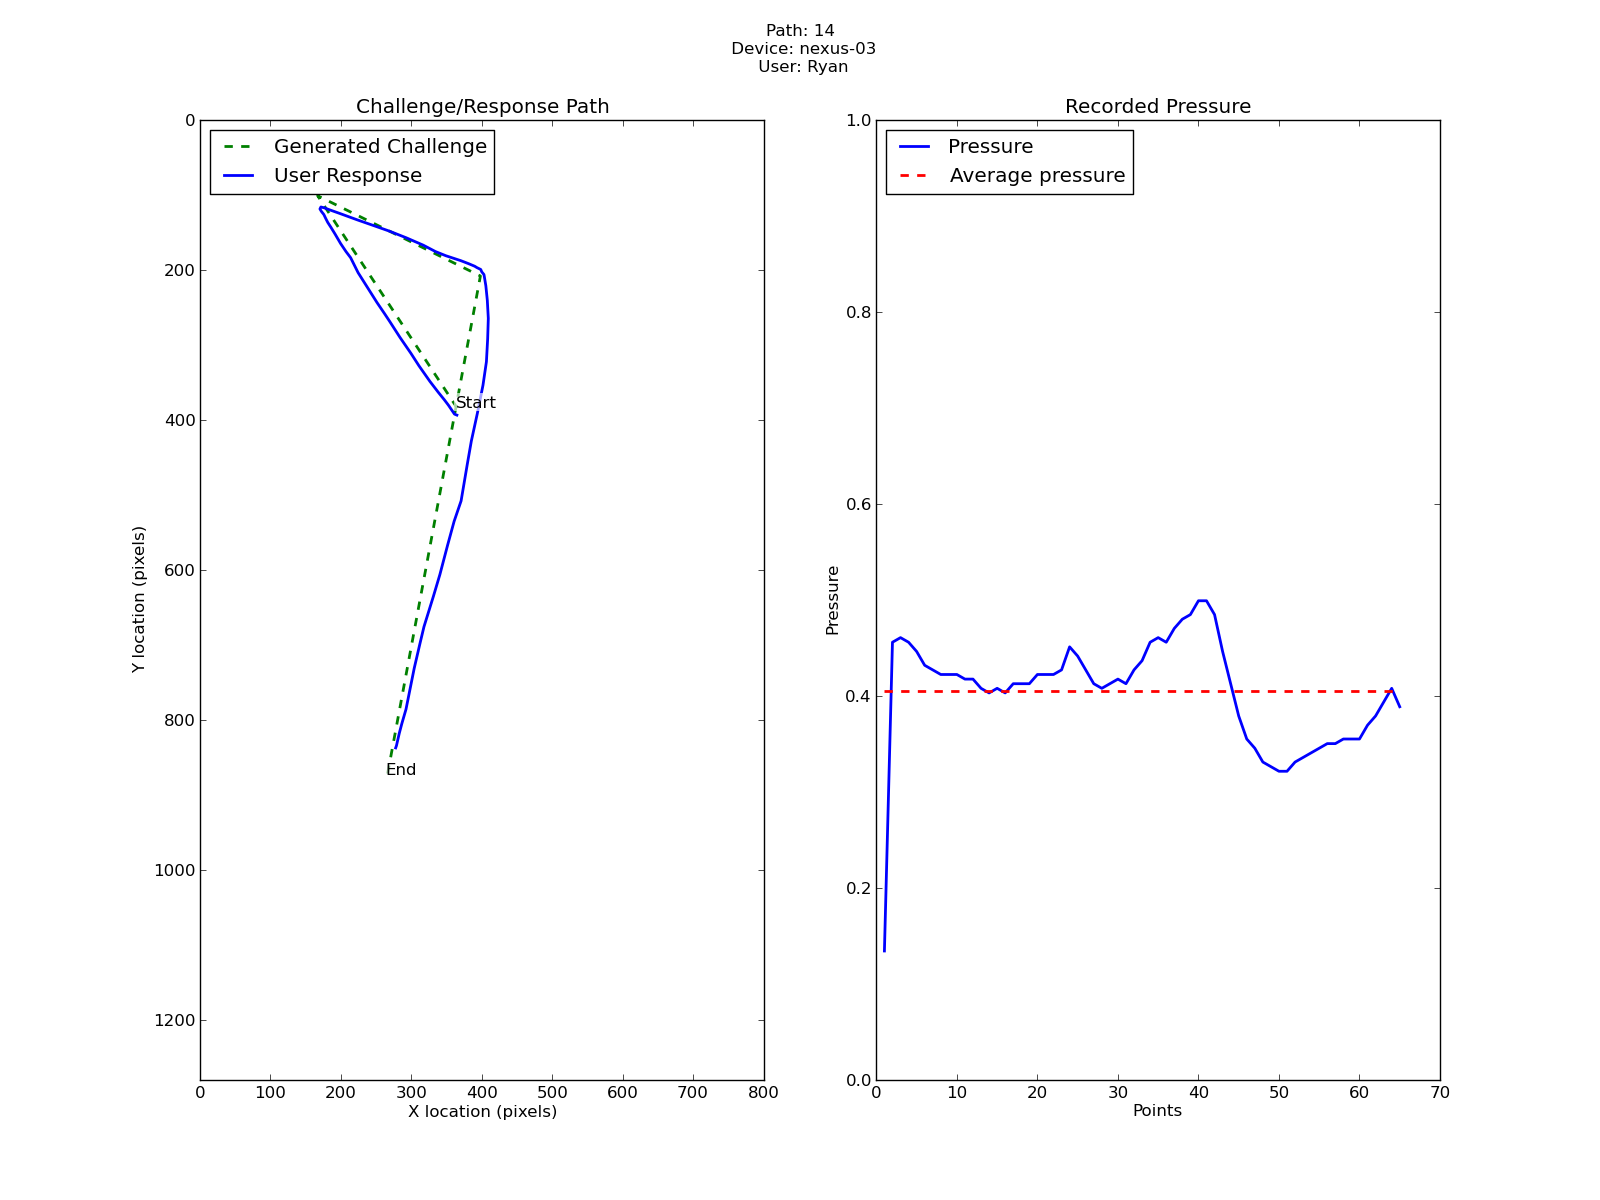 Path: 14
Device: nexus-03
User: Ryan
Challenge/Response Path
Generated Challenge
User Response
Start
End
0
200
400
600
800
1000
1200
Y location (pixels)
0 100 200 300 400 500 600 700 800
X location (pixels)
Recorded Pressure
Pressure
Average pressure
1.0
0.8
0.6
0.4
0.2
0.0
Pressure
0 10 20 30 40 50 60 70
Points